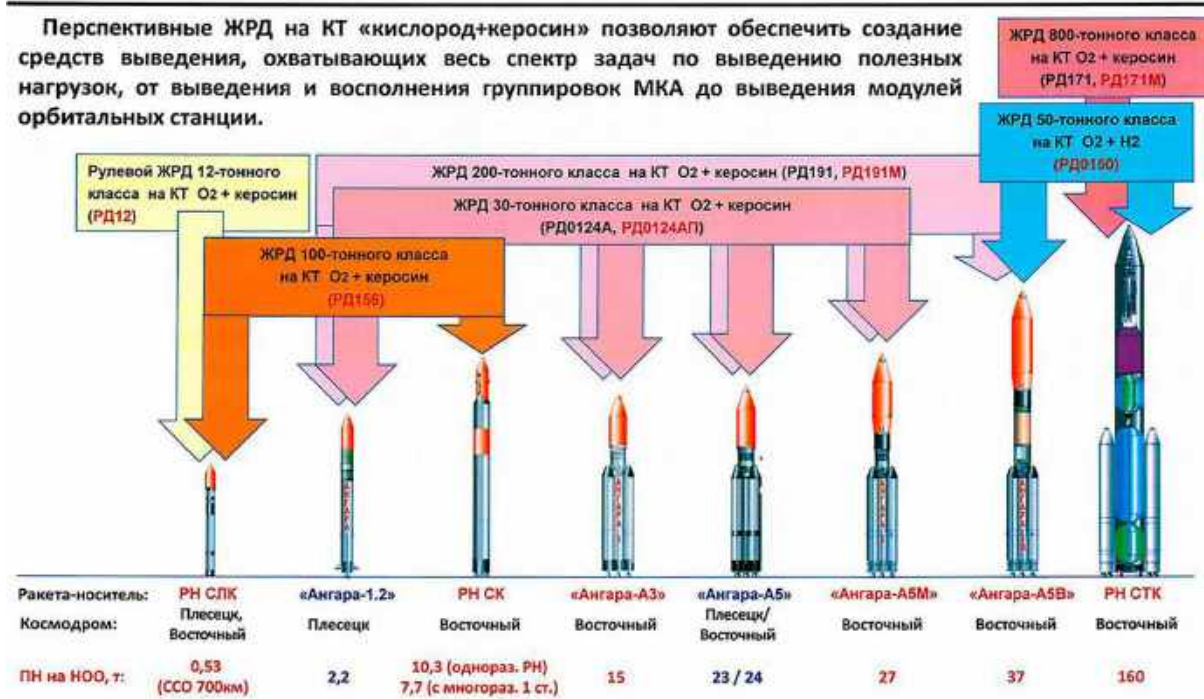 Перспективные ЖРД на КТ «кислород+керосин» позволяют обеспечить создание
средств выведения, охватывающих весь спектр задач по выведению полезных
нагрузок, от выведения и восполнения группировок МКА до выведения модулей
орбитальных станции.
ЖРД 800-тонного класса
на КТ О2 + керосин
(РД171, РД171М)
ЖРД 50-тонного класса
на КТ О2 + Н2
(РД0150)
Рулевой ЖРД 12-тонного
класса на КТ О2 + керосин
(РД12)
ЖРД 200-тонного класса на КТ О2 + керосин (РД191, РД191М)
ЖРД 30-тонного класса на КТ О2 + керосин
(РД0124А, РД0124АП)
ЖРД 100-тонного класса
на КТ О2 + керосин
(РД156)
АНГАРА
Ракета-носитель: РН СЛК «Ангара-1.2» РН СК «Ангара-А3» «Ангара-А5» «Ангара-А5М» «Ангара-А5В» РН СТК
Космодром: Плесецк, Восточный Плесецк Восточный Восточный Плесецк/ Восточный Восточный Восточный Восточный
ПН на НОО, т: 0,53 (ССО 700км) 2,2 10,3 (однораз. РН) 7,7 (с многораз. 1 ст.) 15 23 / 24 27 37 160